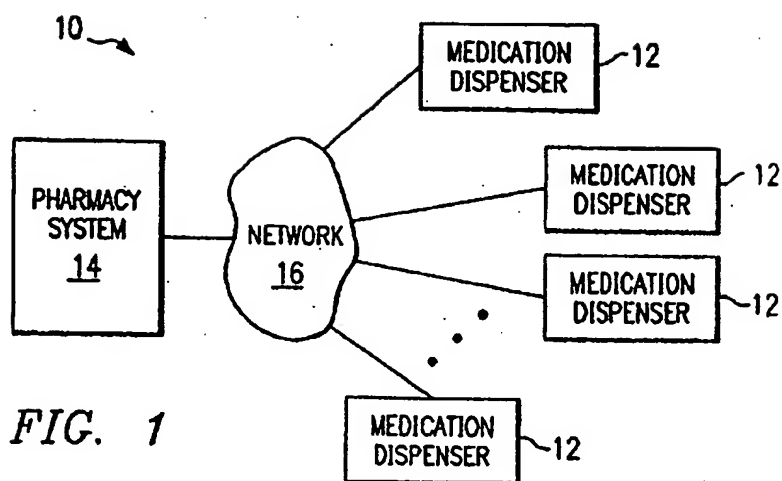 10
MEDICATION
DISPENSER
12
PHARMACY
SYSTEM
14
NETWORK
16
MEDICATION
DISPENSER
12
MEDICATION
DISPENSER
12
MEDICATION
DISPENSER
12
FIG. 1